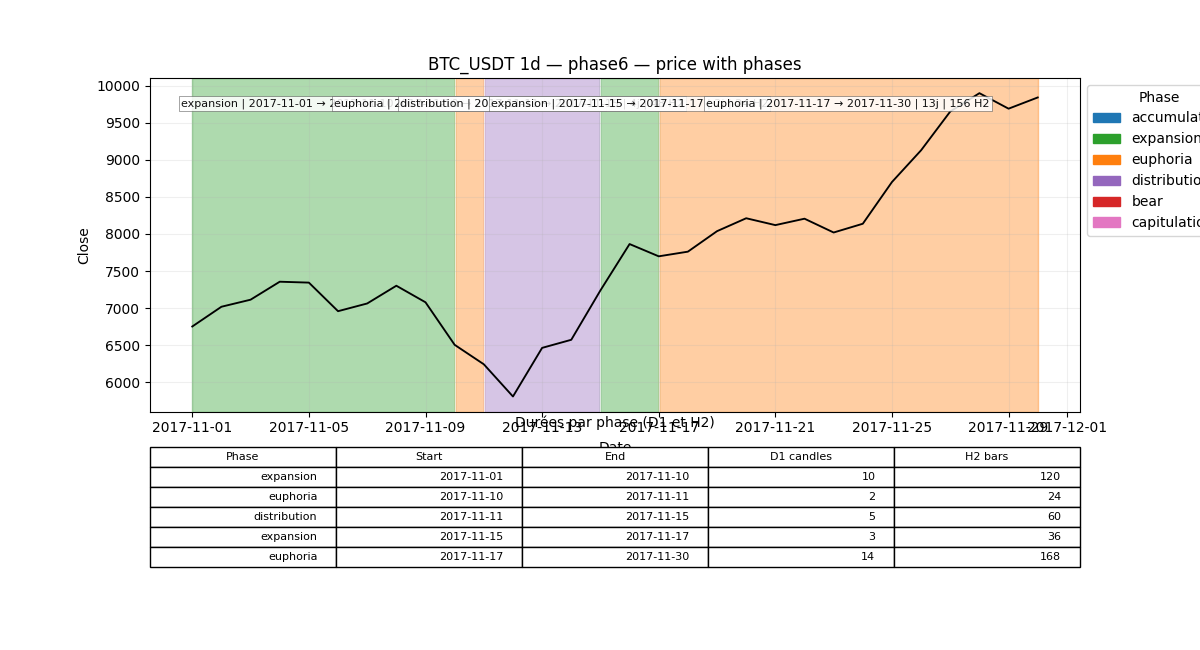 BTC_USDT 1d — phase6 — price with phases
10000
9500
9000
8500
8000
7500
7000
6500
6000
Close
expansion | 2017-11-01 →
euphoria |
distribution | 20
expansion | 2017-11-15 → 2017-11-17
euphoria | 2017-11-17 → 2017-11-30 | 13j | 156 H2
Phase
accumulat
expansion
euphoria
distributio
bear
capitulatio
2017-11-01 2017-11-05 2017-11-09 2017-11-13 2017-11-17 2017-11-21 2017-11-25 2017-11-29 2017-12-01
Durées par phase (D1 et H2)
Date
Phase Start End D1 candles H2 bars
expansion 2017-11-01 2017-11-10 10 120
euphoria 2017-11-10 2017-11-11 2 24
distribution 2017-11-11 2017-11-15 5 60
expansion 2017-11-15 2017-11-17 3 36
euphoria 2017-11-17 2017-11-30 14 168